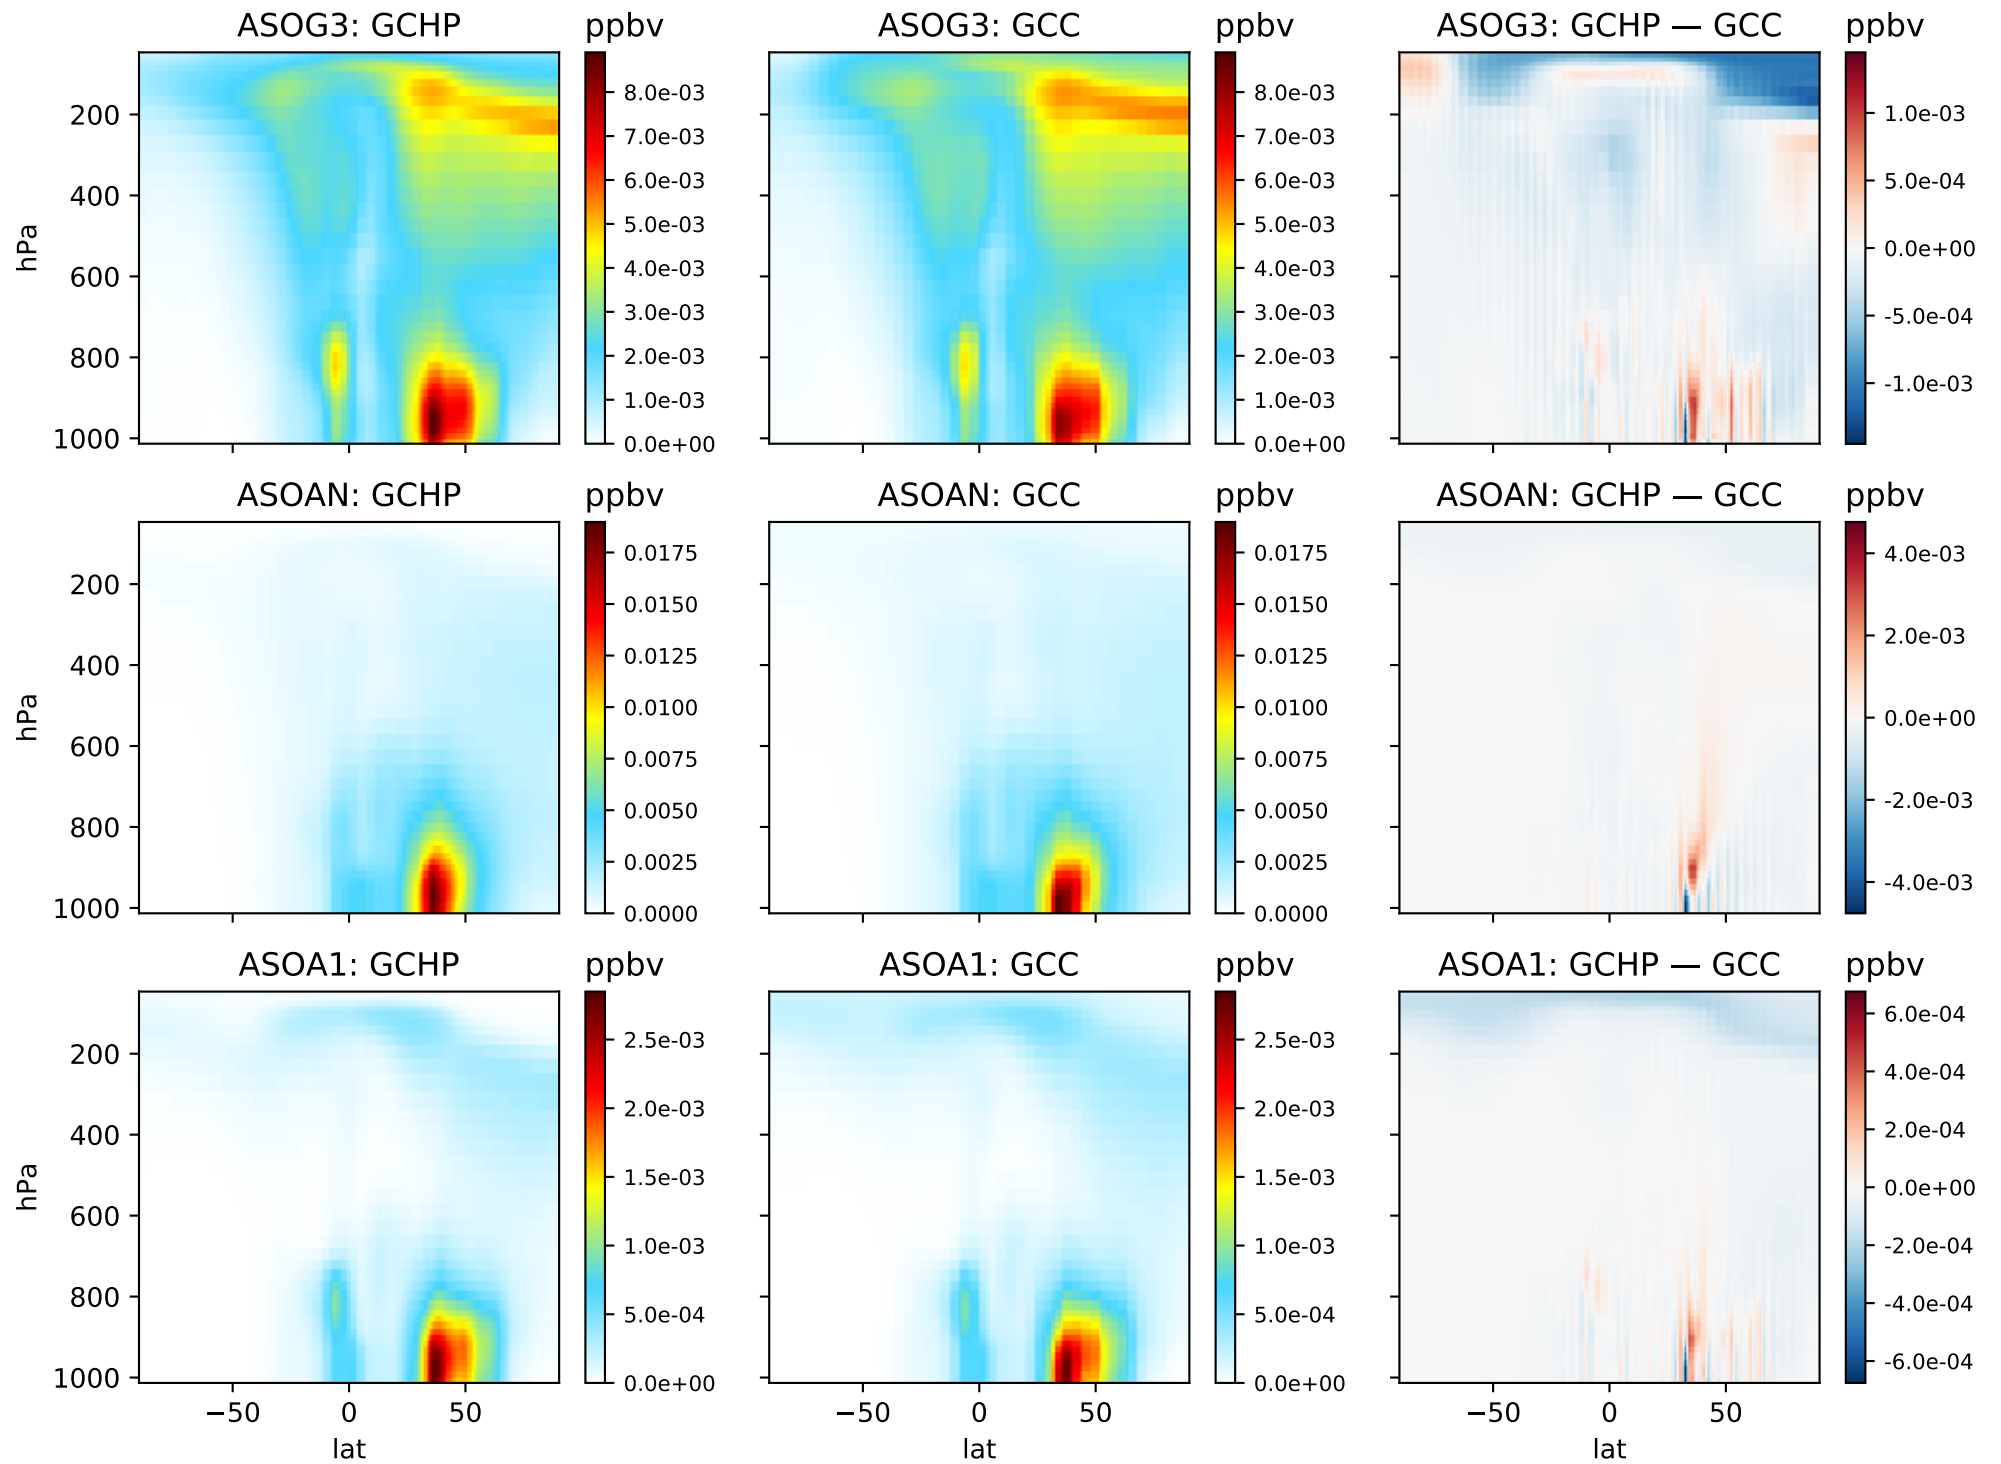 ASOG3: GCHP ppbv ASOG3: GCC ppbv ASOG3: GCHP — GCC ppbv
hPa
200
400
600
800
1000
8.0e-03
7.0e-03
6.0e-03
5.0e-03
4.0e-03
3.0e-03
2.0e-03
1.0e-03
0.0e+00
8.0e-03
7.0e-03
6.0e-03
5.0e-03
4.0e-03
3.0e-03
2.0e-03
1.0e-03
0.0e+00
1.0e-03
5.0e-04
0.0e+00
-5.0e-04
-1.0e-03
ASOAN: GCHP ppbv ASOAN: GCC ppbv ASOAN: GCHP — GCC ppbv
hPa
200
400
600
800
1000
0.0175
0.0150
0.0125
0.0100
0.0075
0.0050
0.0025
0.0000
0.0175
0.0150
0.0125
0.0100
0.0075
0.0050
0.0025
0.0000
4.0e-03
2.0e-03
0.0e+00
-2.0e-03
-4.0e-03
ASOA1: GCHP ppbv ASOA1: GCC ppbv ASOA1: GCHP — GCC ppbv
hPa
200
400
600
800
1000
2.5e-03
2.0e-03
1.5e-03
1.0e-03
5.0e-04
0.0e+00
2.5e-03
2.0e-03
1.5e-03
1.0e-03
5.0e-04
0.0e+00
6.0e-04
4.0e-04
2.0e-04
0.0e+00
-2.0e-04
-4.0e-04
-6.0e-04
−50 0 50 −50 0 50 −50 0 50
lat lat lat